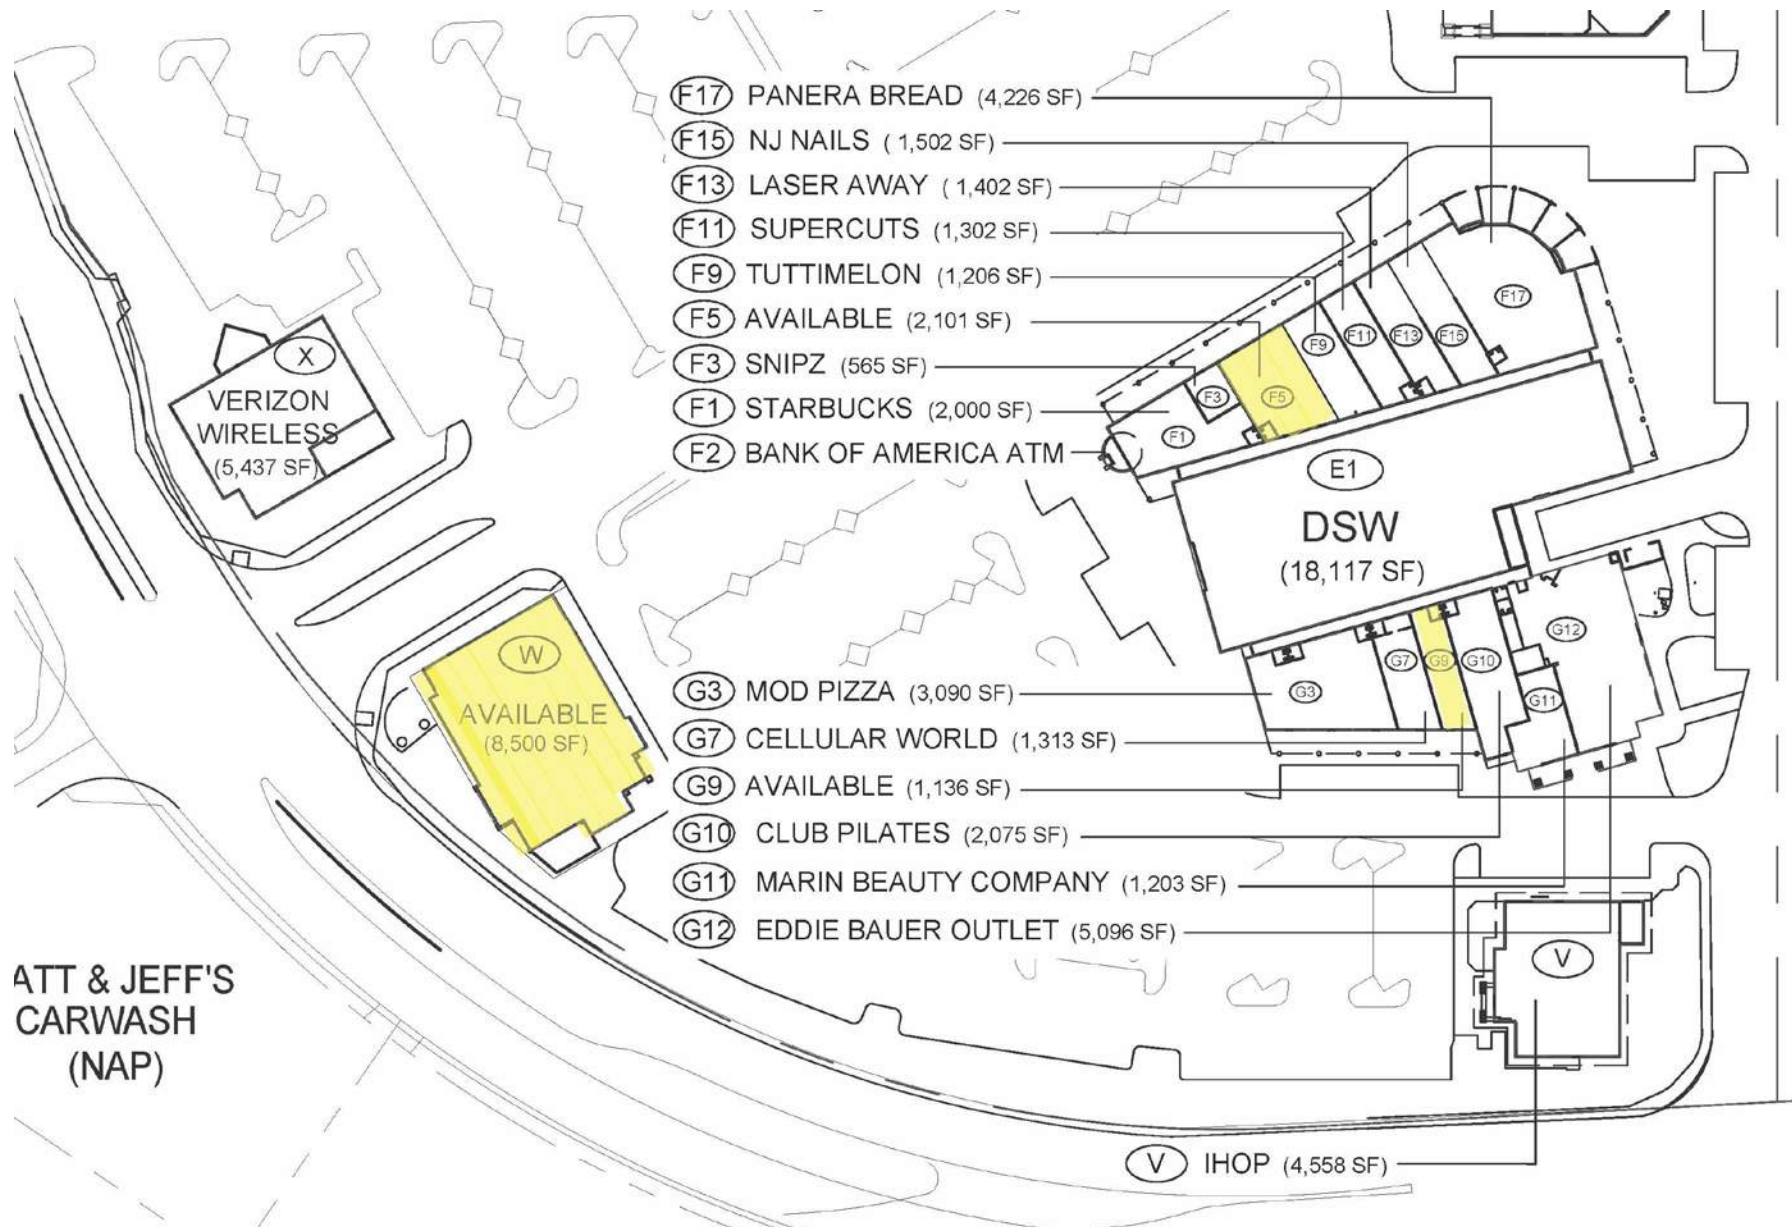 F17 PANERA BREAD (4,226 SF)
F15 NJ NAILS ( 1,502 SF)
F13 LASER AWAY ( 1,402 SF)
F11 SUPERCUTS (1,302 SF)
F9 TUTTIMELON (1,206 SF)
F5 AVAILABLE (2,101 SF)
F3 SNIPZ (565 SF)
F1 STARBUCKS (2,000 SF)
F2 BANK OF AMERICA ATM
X
VERIZON
WIRELESS
(5,437 SF)
F17
F15
F13
F11
F9
F5
F3
F1
E1
DSW
(18,117 SF)
W
AVAILABLE
(8,500 SF)
G3 MOD PIZZA (3,090 SF)
G7 CELLULAR WORLD (1,313 SF)
G9 AVAILABLE (1,136 SF)
G10 CLUB PILATES (2,075 SF)
G11 MARIN BEAUTY COMPANY (1,203 SF)
G12 EDDIE BAUER OUTLET (5,096 SF)
G3
G7
G9
G10
G11
G12
ATT & JEFF'S
CARWASH
(NAP)
V
V IHOP (4,558 SF)